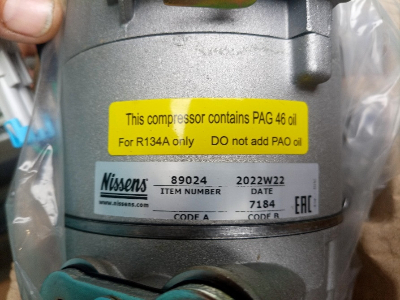 This compressor contains PAG 46 oil
For R134A only DO not add PAO oil
Nissens 89024 2022W22
ITEM NUMBER DATE
www.nissens.com 7184 EAC
CODE A CODE B